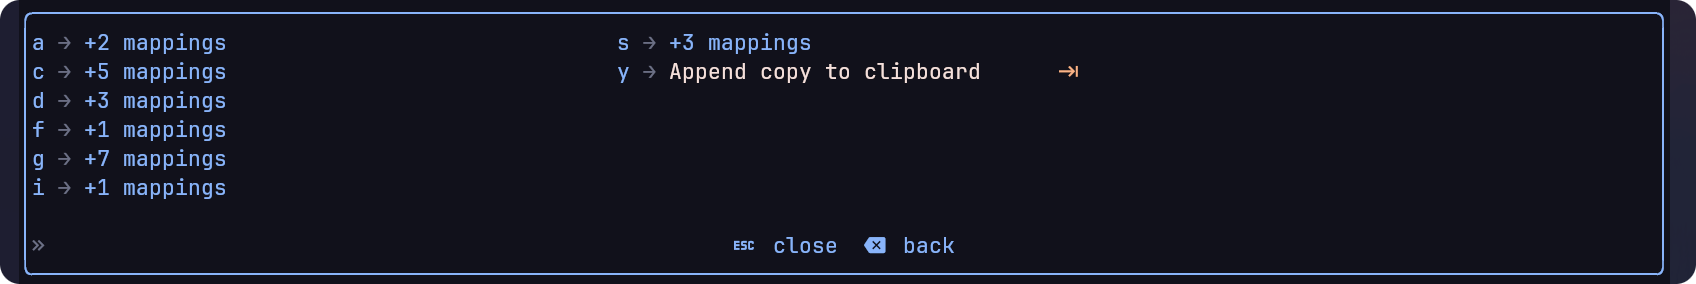 a → +2 mappings
c → +5 mappings
d → +3 mappings
f → +1 mappings
g → +7 mappings
i → +1 mappings
s → +3 mappings
y → Append copy to clipboard ⇥
» ESC close ⌫ back